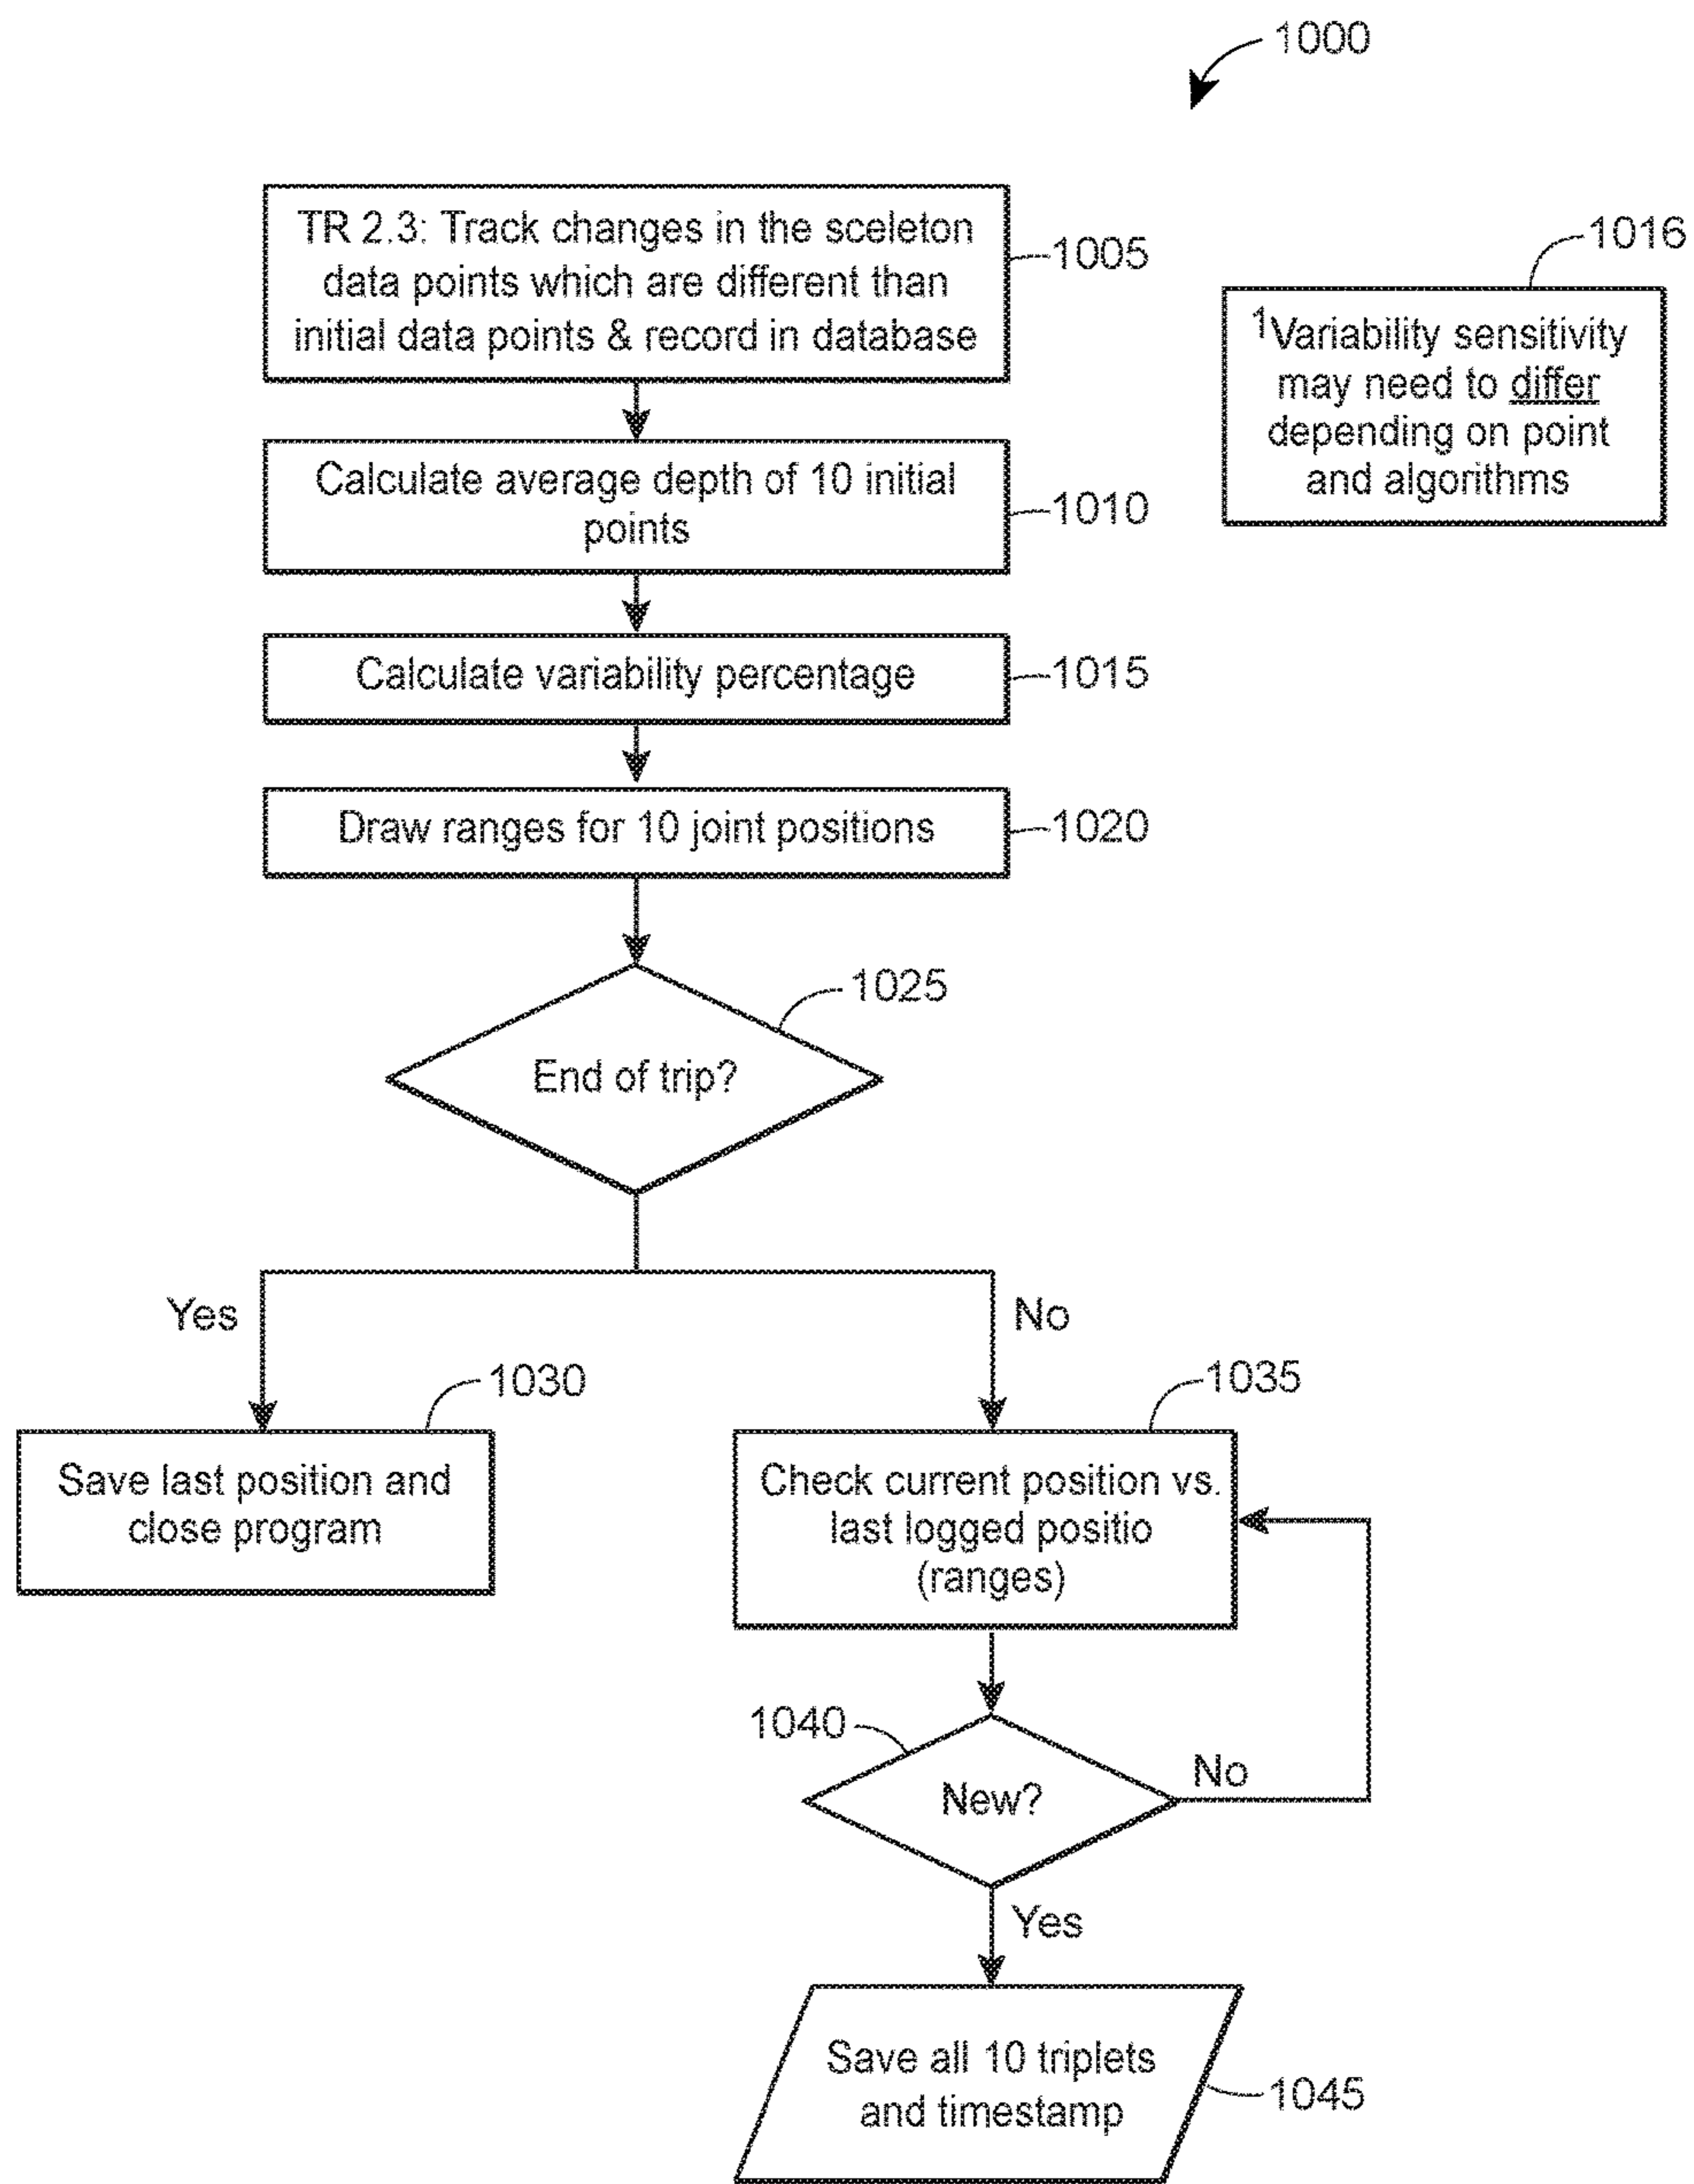 1000
TR 2.3: Track changes in the sceleton
data points which are different than
initial data points & record in database
1005
1016
1Variability sensitivity
may need to differ
depending on point
and algorithms
Calculate average depth of 10 initial
points
1010
Calculate variability percentage
1015
Draw ranges for 10 joint positions
1020
1025
End of trip?
Yes
No
1030
1035
Save last position and
close program
Check current position vs.
last logged positio
(ranges)
1040
New?
No
Yes
Save all 10 triplets
and timestamp
1045